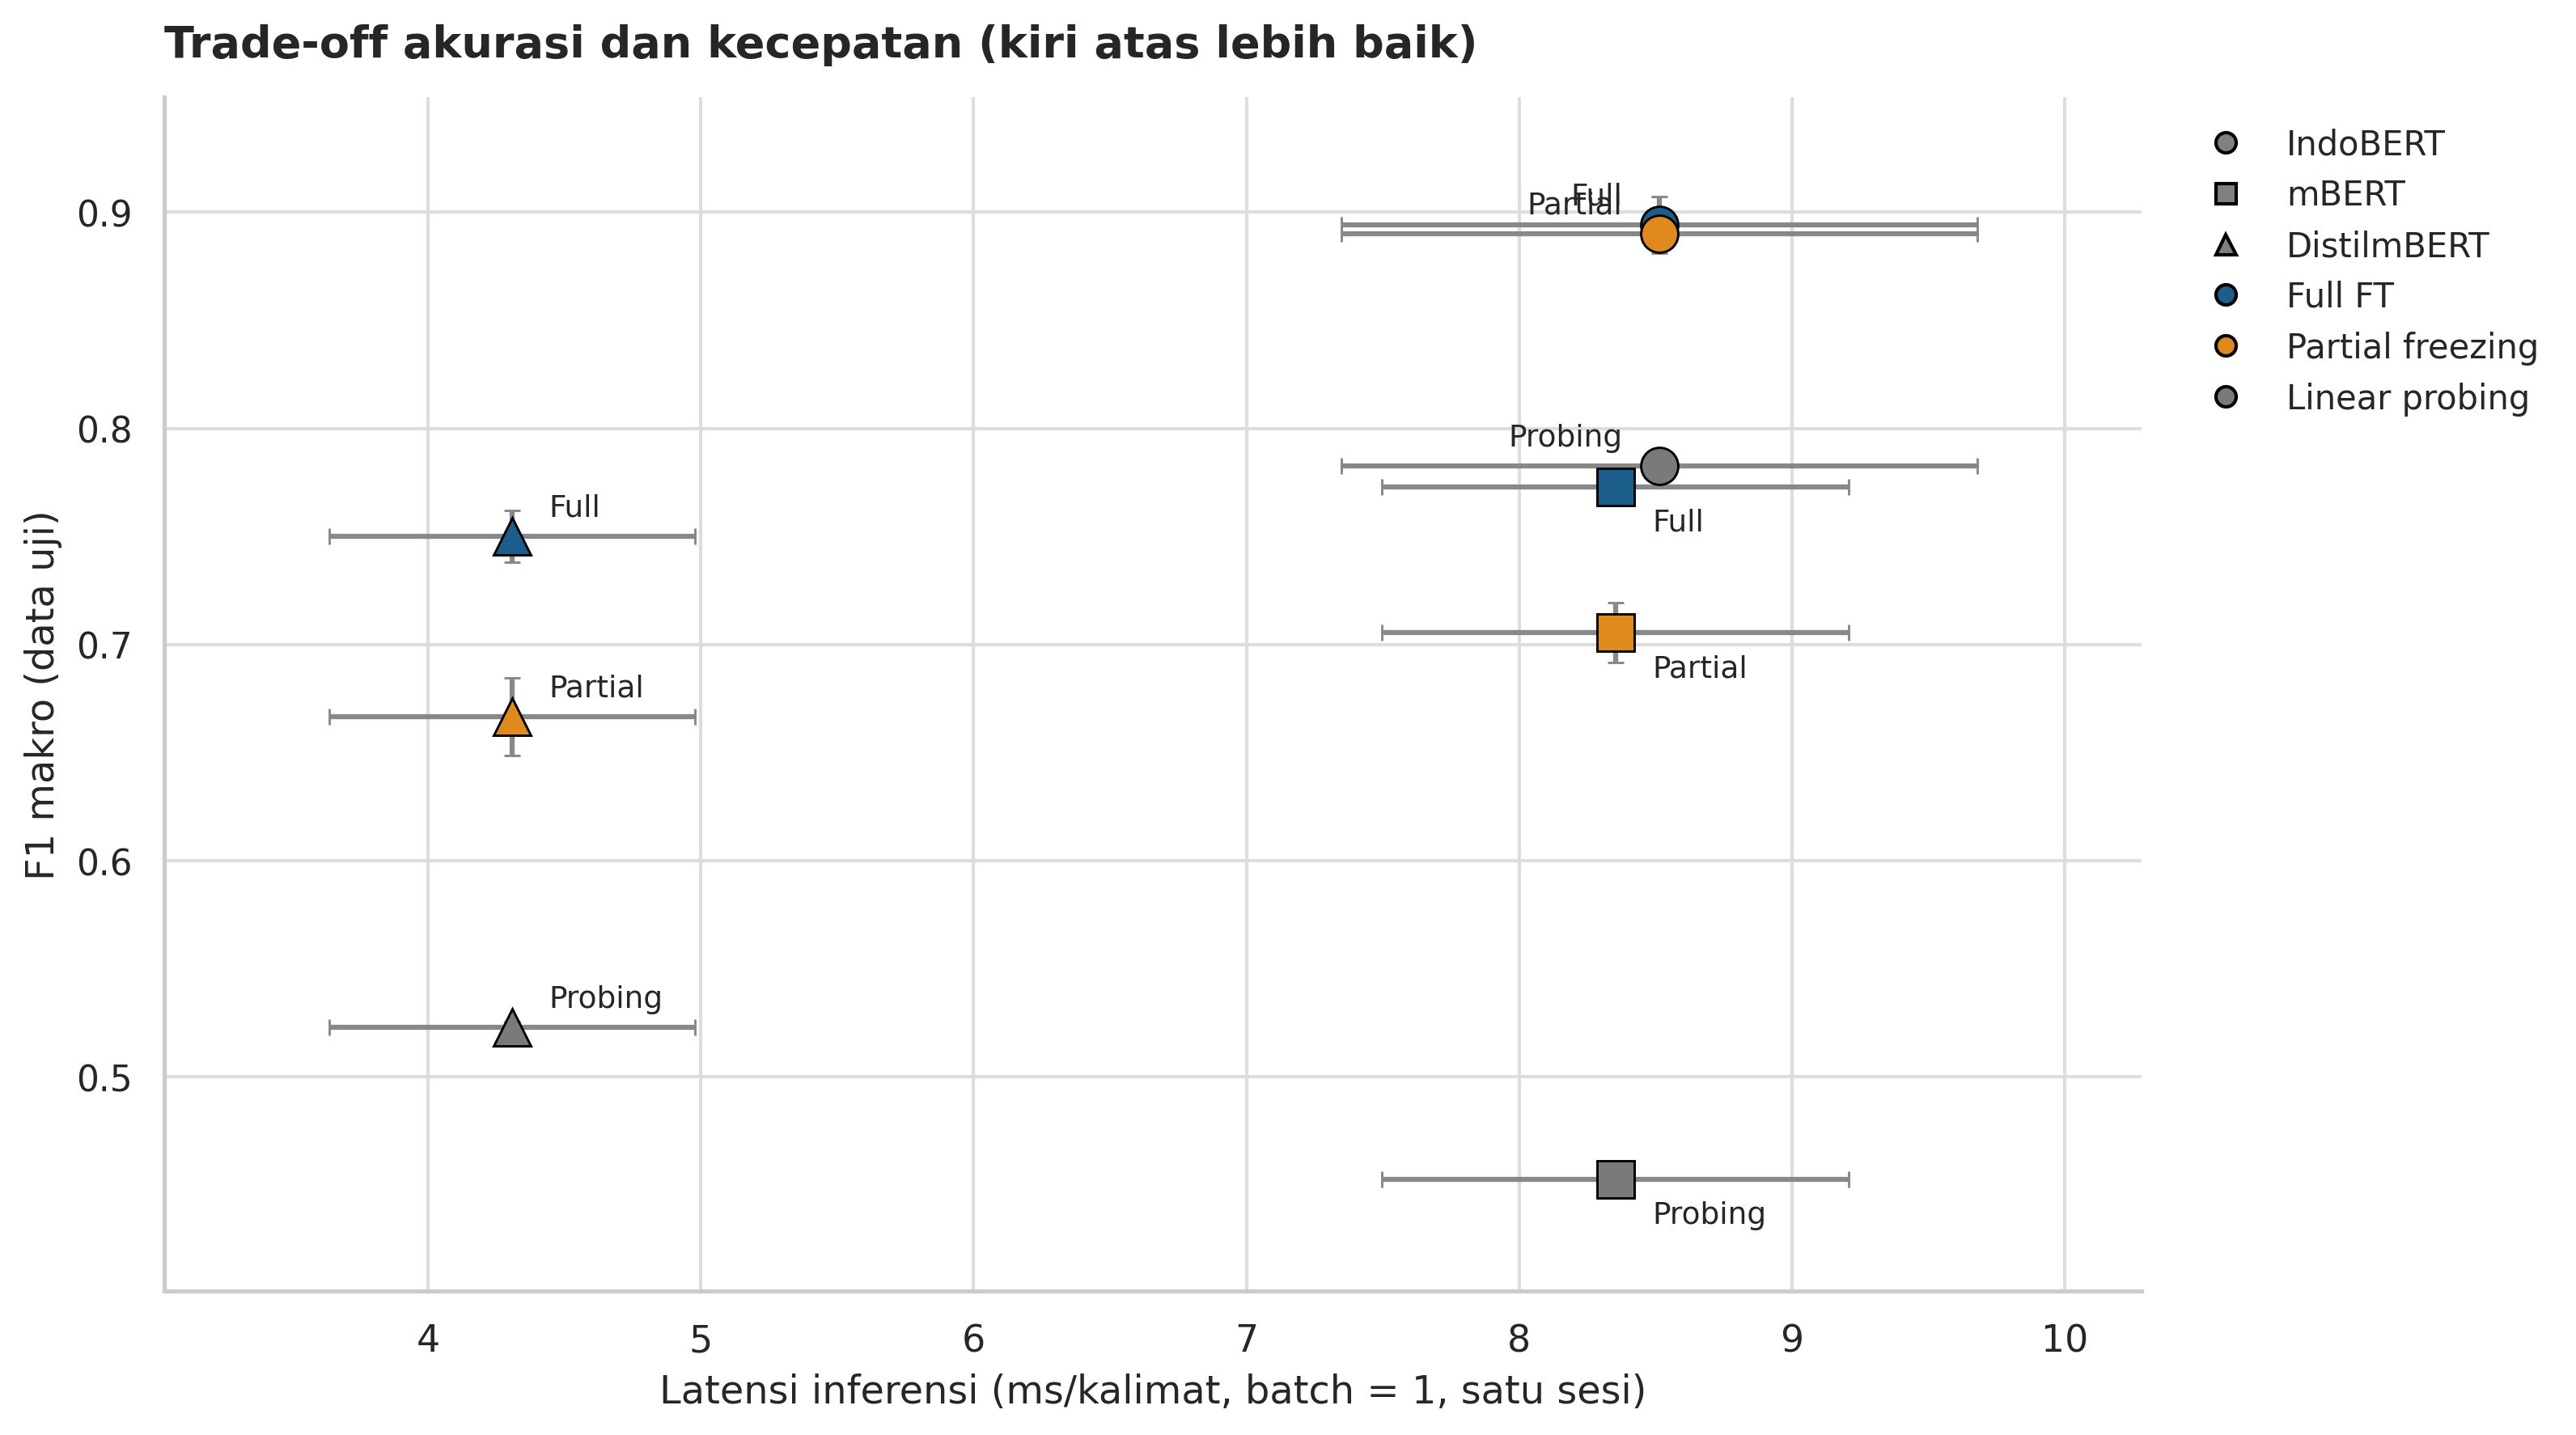 Trade-off akurasi dan kecepatan (kiri atas lebih baik)
F1 makro (data uji)
0.9
0.8
0.7
0.6
0.5
Full
Partial
Probing
Full
Partial
Probing
Full
Partial
Probing
4
5
6
7
8
9
10
Latensi inferensi (ms/kalimat, batch = 1, satu sesi)
IndoBERT
mBERT
DistilmBERT
Full FT
Partial freezing
Linear probing